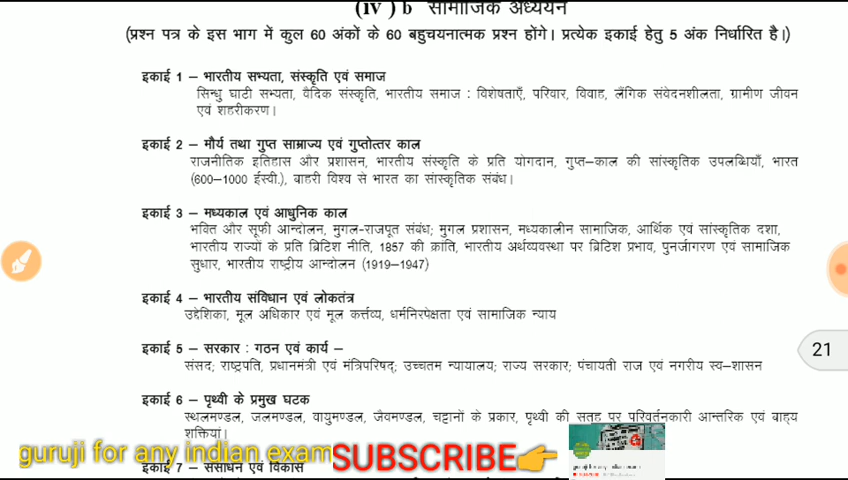 (iv) b सामाजिक अध्ययन
(प्रश्न पत्र के इस भाग में कुल 60 अंकों के 60 बहुचयनात्मक प्रश्न होंगे। प्रत्येक इकाई हेतु 5 अंक निर्धारित है।)
इकाई 1 – भारतीय सभ्यता, संस्कृति एवं समाज
सिन्धु घाटी सभ्यता, वैदिक संस्कृति, भारतीय समाज : विशेषताएँ, परिवार, विवाह, लैंगिक संवेदनशीलता, ग्रामीण जीवन
एवं शहरीकरण।
इकाई 2 – मौर्य तथा गुप्त साम्राज्य एवं गुप्तोत्तर काल
राजनीतिक इतिहास और प्रशासन, भारतीय संस्कृति के प्रति योगदान, गुप्त–काल की सांस्कृतिक उपलब्धियाँ, भारत
(600–1000 ईस्वी.), बाहरी विश्व से भारत का सांस्कृतिक संबंध।
इकाई 3 – मध्यकाल एवं आधुनिक काल
भक्ति और सूफी आन्दोलन, मुगल-राजपूत संबंध; मुगल प्रशासन, मध्यकालीन सामाजिक, आर्थिक एवं सांस्कृतिक दशा,
भारतीय राज्यों के प्रति ब्रिटिश नीति, 1857 की क्रांति, भारतीय अर्थव्यवस्था पर ब्रिटिश प्रभाव, पुनर्जागरण एवं सामाजिक
सुधार, भारतीय राष्ट्रीय आन्दोलन (1919–1947)
इकाई 4 – भारतीय संविधान एवं लोकतंत्र
उद्देशिका, मूल अधिकार एवं मूल कर्त्तव्य, धर्मनिरपेक्षता एवं सामाजिक न्याय
इकाई 5 – सरकार : गठन एवं कार्य –
संसद; राष्ट्रपति, प्रधानमंत्री एवं मंत्रिपरिषद्; उच्चतम न्यायालय; राज्य सरकार; पंचायती राज एवं नगरीय स्व–शासन
21
इकाई 6 – पृथ्वी के प्रमुख घटक
स्थलमण्डल, जलमण्डल, वायुमण्डल, जैवमण्डल, चट्टानों के प्रकार, पृथ्वी की सतह पर परिवर्तनकारी आन्तरिक एवं बाह्य
शक्तियां।
guruji for any indian exam
SUBSCRIBE
इकाई 7 – संसाधन एवं विकास